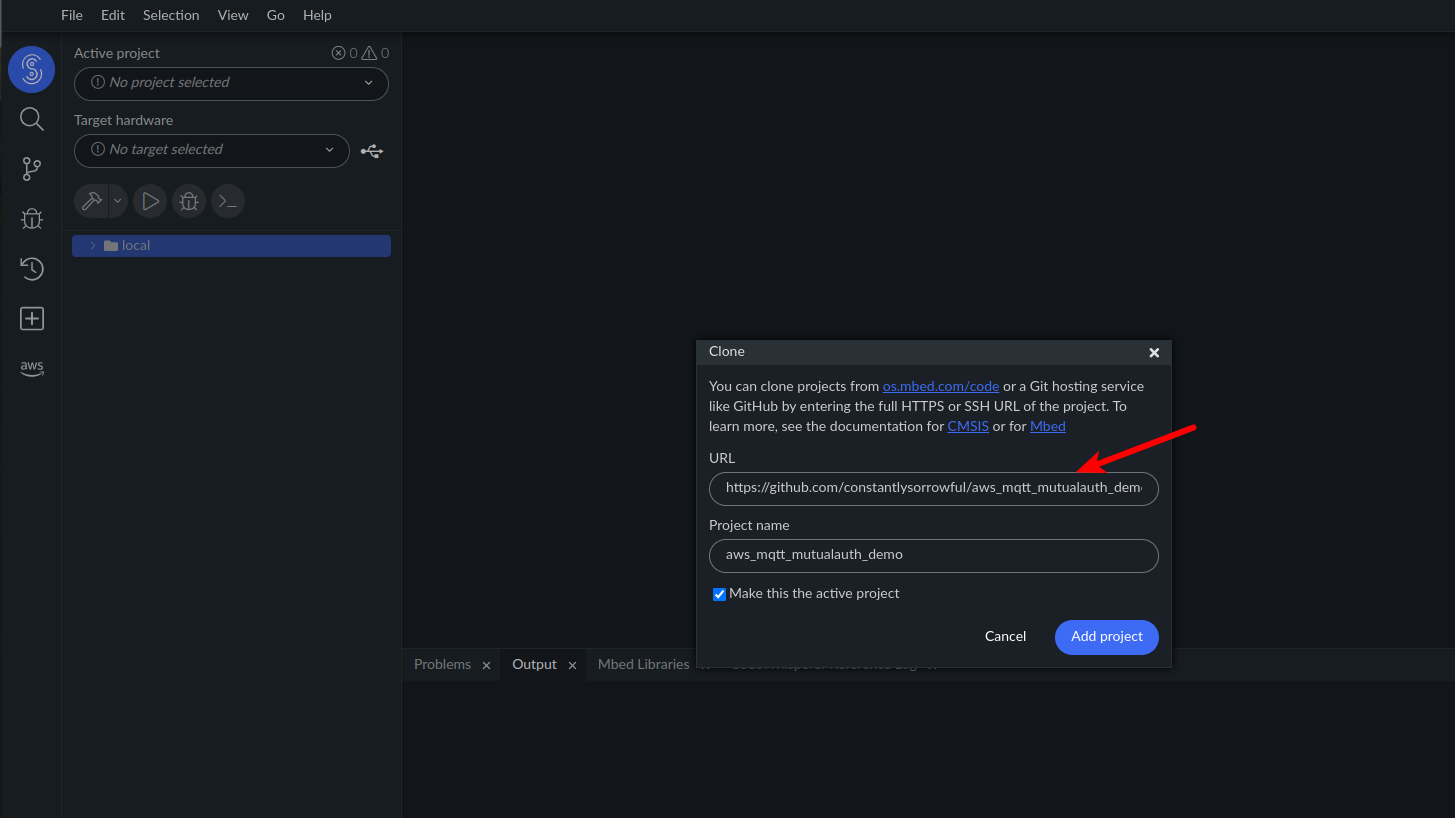 File Edit Selection View Go Help
Active project 0 0
No project selected
Target hardware
No target selected
local
aws
Clone
You can clone projects from os.mbed.com/code or a Git hosting service
like GitHub by entering the full HTTPS or SSH URL of the project. To
learn more, see the documentation for CMSIS or for Mbed
URL
https://github.com/constantlysorrowful/aws_mqtt_mutualauth_dem
Project name
aws_mqtt_mutualauth_demo
Make this the active project
Cancel Add project
Problems Output Mbed Libraries